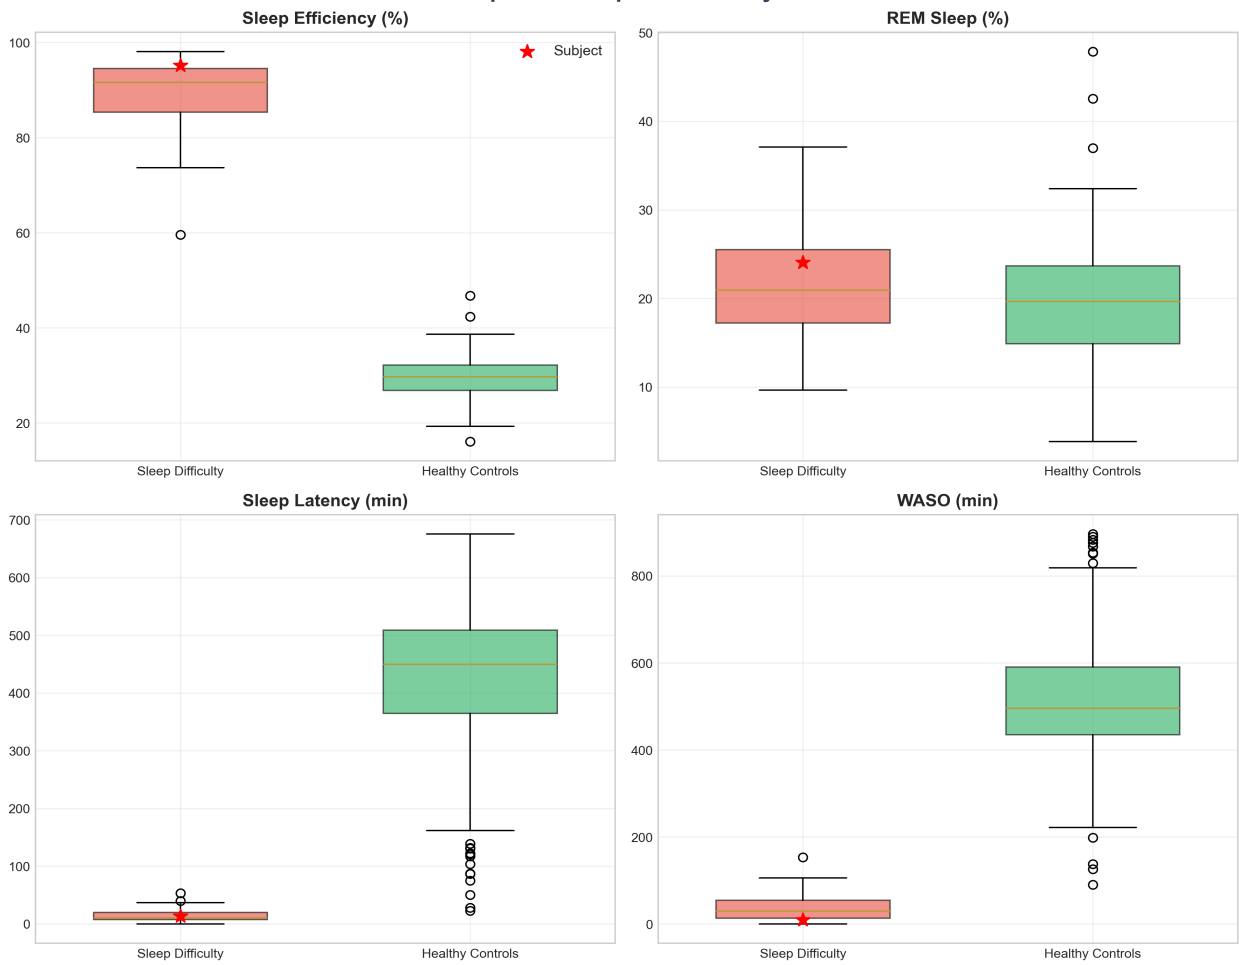 Sleep Efficiency (%)
100
80
60
40
20
Subject
Sleep Difficulty
Healthy Controls
REM Sleep (%)
50
40
30
20
10
Sleep Difficulty
Healthy Controls
Sleep Latency (min)
700
600
500
400
300
200
100
0
Sleep Difficulty
Healthy Controls
WASO (min)
800
600
400
200
0
Sleep Difficulty
Healthy Controls